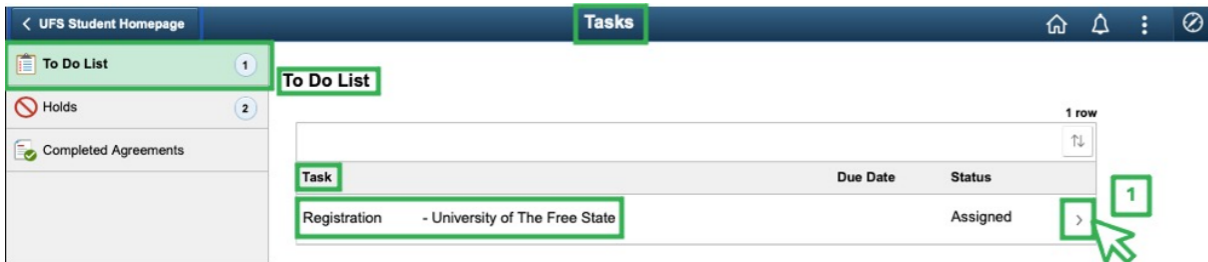 UFS Student Homepage
Tasks
To Do List
1
Holds
2
Completed Agreements
To Do List
1 row
Task Due Date Status
Registration - University of The Free State Assigned
1